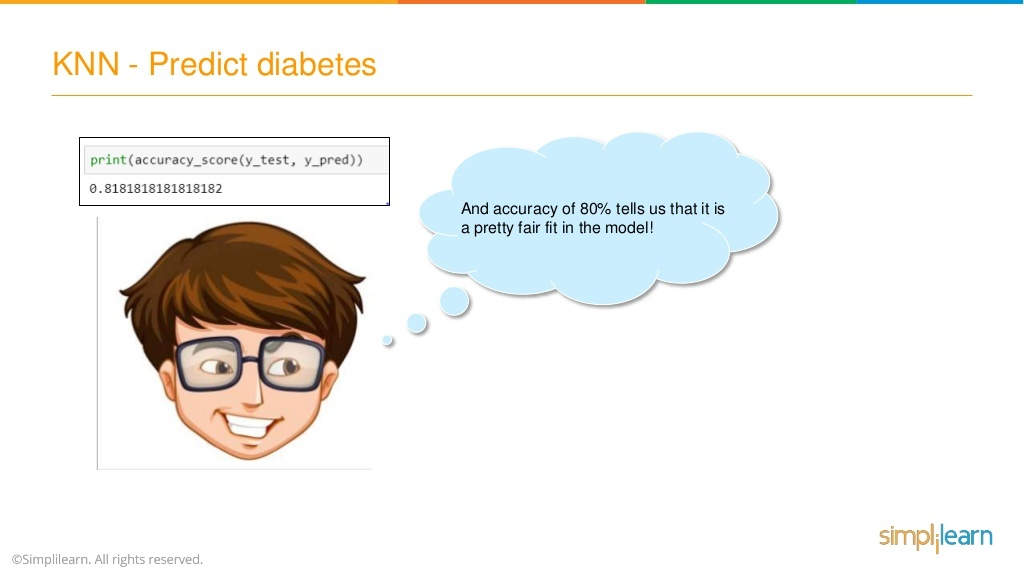 KNN - Predict diabetes
print(accuracy_score(y_test, y_pred))
0.8181818181818182
And accuracy of 80% tells us that it is
a pretty fair fit in the model!
simplilearn
©Simplilearn. All rights reserved.